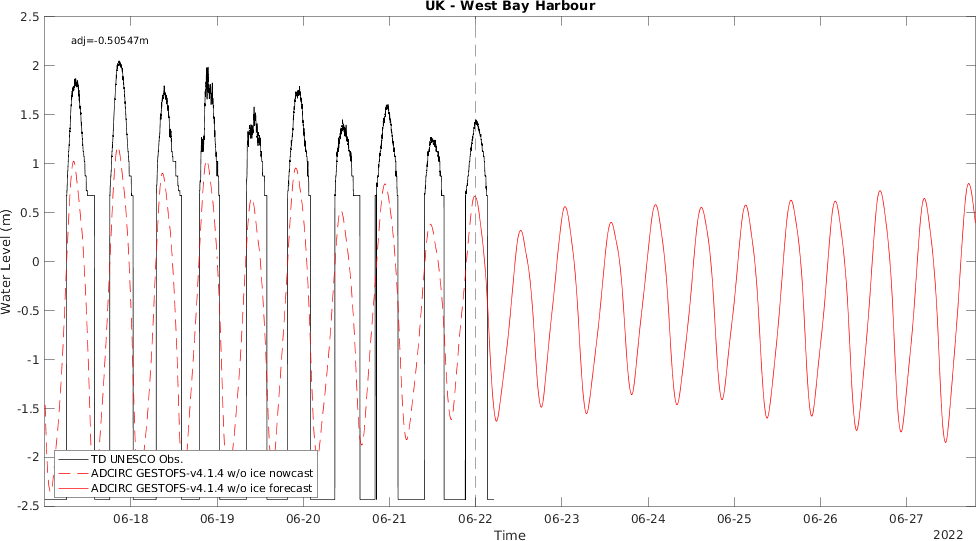 UK - West Bay Harbour
adj=-0.50547m
2.5
2
1.5
1
0.5
0
-0.5
-1
-1.5
-2
-2.5
Water Level (m)
TD UNESCO Obs.
ADCIRC GESTOFS-v4.1.4 w/o ice nowcast
ADCIRC GESTOFS-v4.1.4 w/o ice forecast
06-18 06-19 06-20 06-21 06-22 06-23 06-24 06-25 06-26 06-27
Time
2022